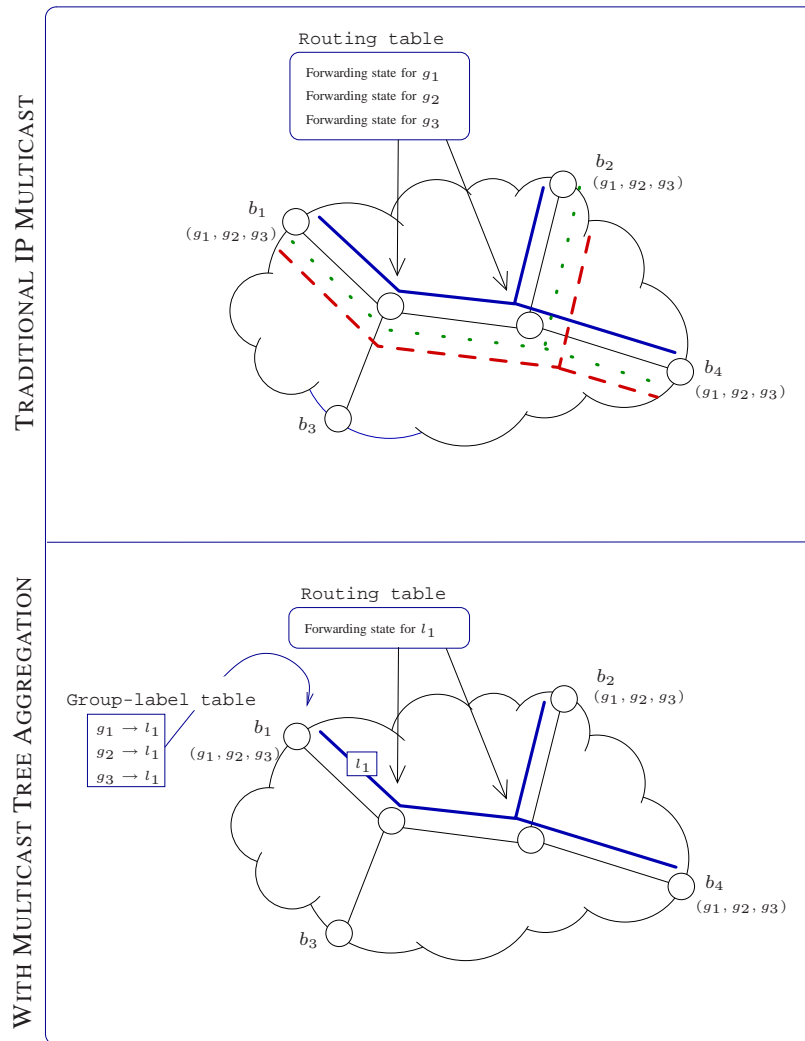 TRADITIONAL IP MULTICAST
Routing table
Forwarding state for g1
Forwarding state for g2
Forwarding state for g3
b2
(g1, g2, g3)
b1
(g1, g2, g3)
b4
(g1, g2, g3)
b3
WITH MULTICAST TREE AGGREGATION
Routing table
Forwarding state for l1
Group-label table
g1 → l1
g2 → l1
g3 → l1
b2
(g1, g2, g3)
b1
(g1, g2, g3)
l1
b4
(g1, g2, g3)
b3